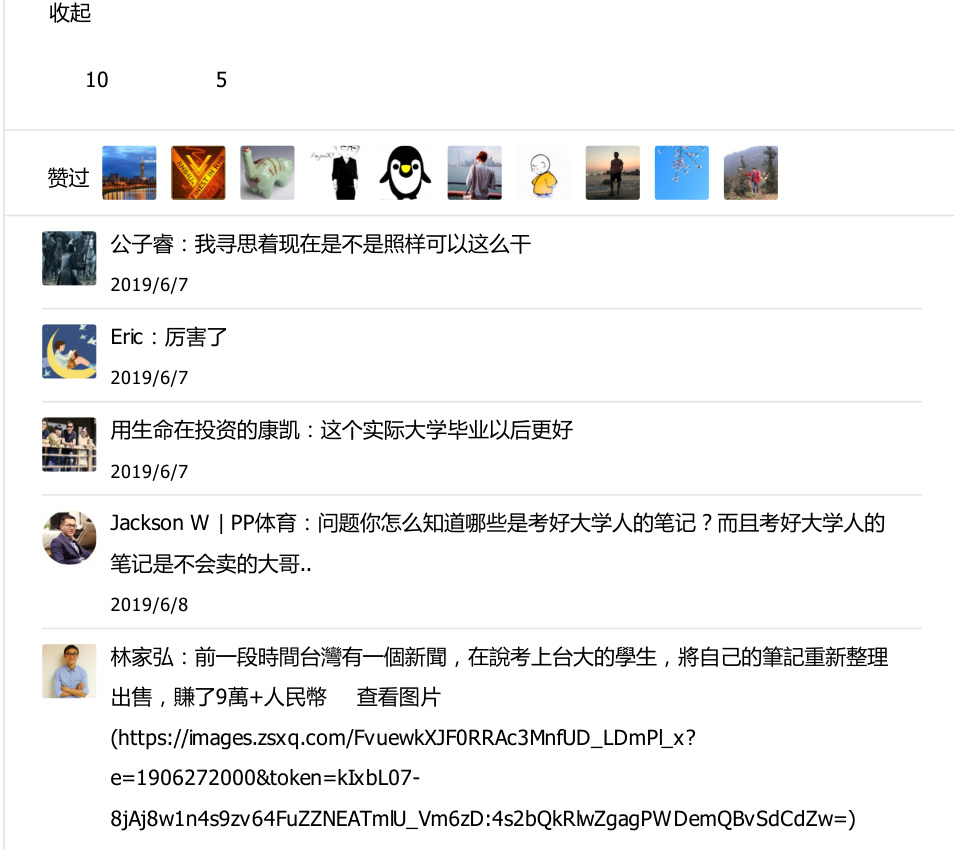 收起
10 5
赞过
公子睿：我寻思着现在是不是照样可以这么干
2019/6/7
Eric：厉害了
2019/6/7
用生命在投资的康凯：这个实际大学毕业以后更好
2019/6/7
Jackson W | PP体育：问题你怎么知道哪些是考好大学人的笔记？而且考好大学人的
笔记是不会卖的大哥..
2019/6/8
林家弘：前一段時間台灣有一個新聞，在說考上台大的學生，將自己的筆記重新整理
出售，賺了9萬+人民幣 查看图片
(https://images.zsxq.com/FvuewkXJF0RRAc3MnfUD_LDmPl_x?
e=1906272000&token=kIxbL07-
8jAj8w1n4s9zv64FuZZNEATmlU_Vm6zD:4s2bQkRlwZgagPWDemQBvSdCdZw=)